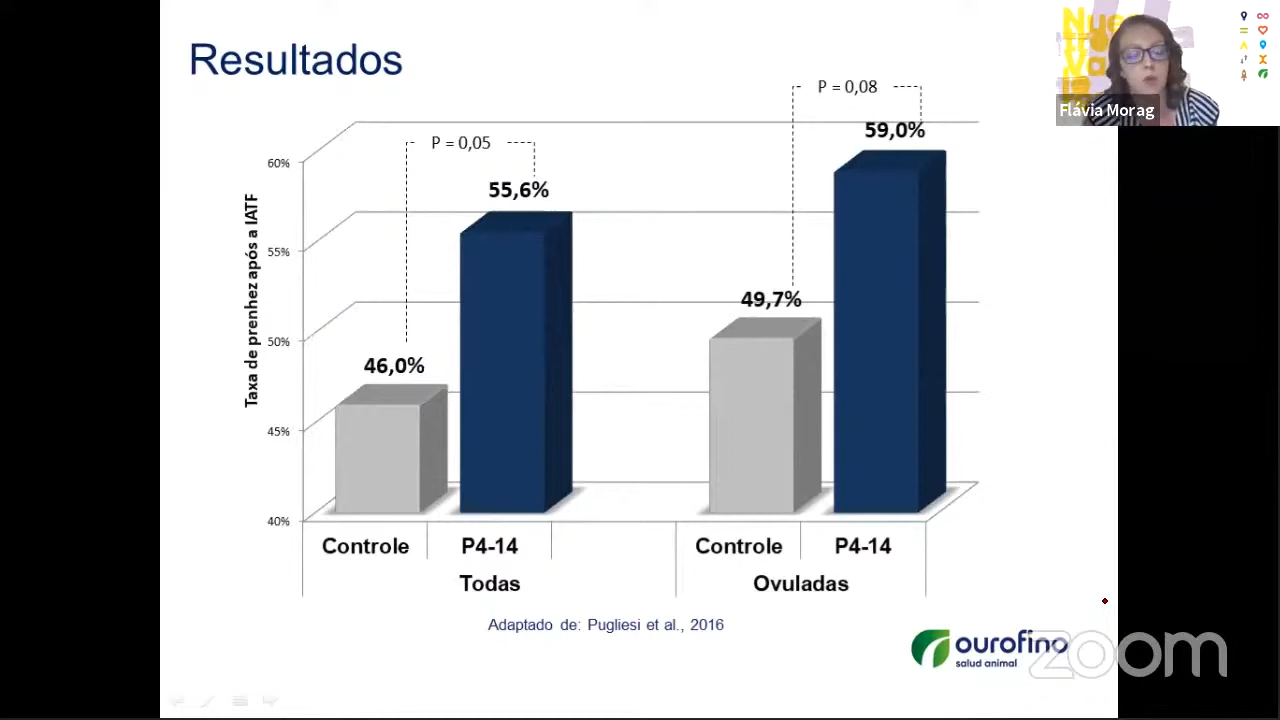 Resultados
P = 0,08
Flávia Morag
59,0%
P = 0,05
60%
55,6%
Taxa de prenhez após a IATF
55%
49,7%
50%
46,0%
45%
40%
Controle
P4-14
Controle
P4-14
Todas
Ovuladas
Adaptado de: Pugliesi et al., 2016
ourofino
salud animal
zoom